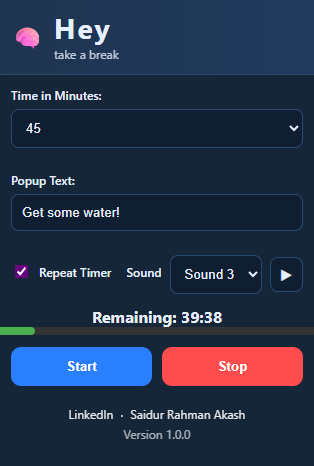 Hey
take a break
Time in Minutes:
45
Popup Text:
Get some water!
Repeat Timer Sound Sound 3
Remaining: 39:38
Start Stop
LinkedIn · Saidur Rahman Akash
Version 1.0.0